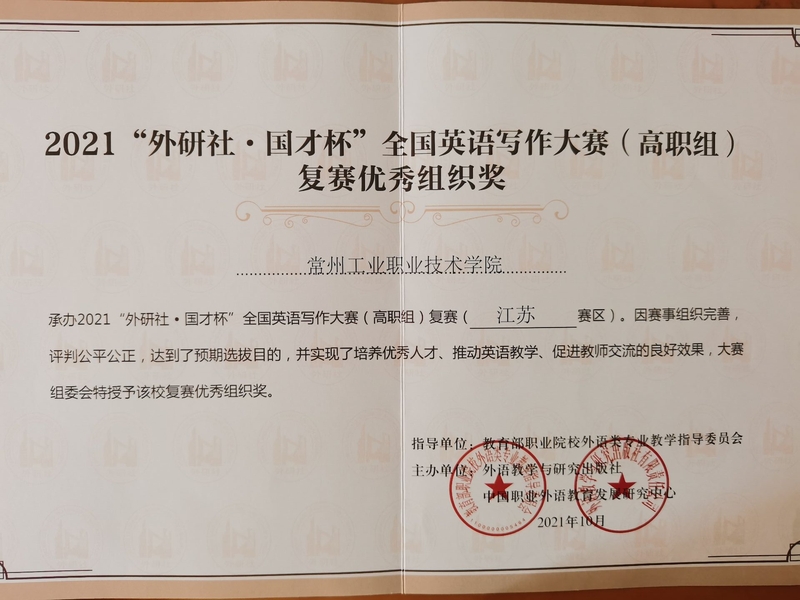 2021“外研社·国才杯”全国英语写作大赛（高职组）
复赛优秀组织奖
常州工业职业技术学院
承办2021“外研社·国才杯”全国英语写作大赛（高职组）复赛（江苏赛区）。因赛事组织完善，
评判公平公正，达到了预期选拔目的，并实现了培养优秀人才、推动英语教学、促进教师交流的良好效果，大赛
组委会特授予该校复赛优秀组织奖。
指导单位：教育部职业院校外语类专业教学指导委员会
主办单位：外语教学与研究出版社
中国职业外语教育发展研究中心
2021年10月